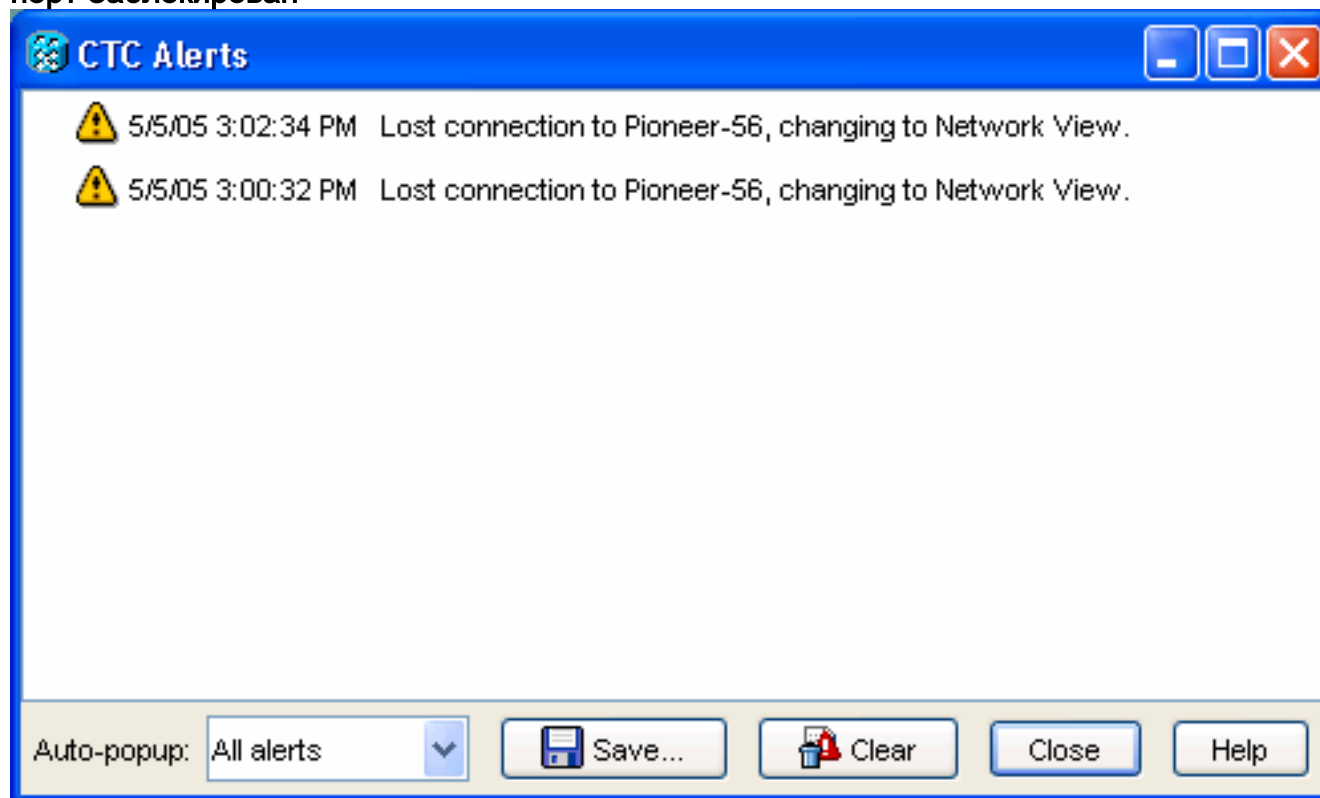 порт заблокирован
CTC Alerts
5/5/05 3:02:34 PM Lost connection to Pioneer-56, changing to Network View.
5/5/05 3:00:32 PM Lost connection to Pioneer-56, changing to Network View.
Auto-popup: All alerts Save... Clear Close Help